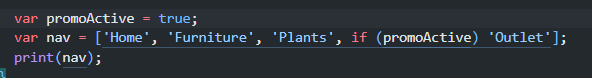 var promoActive = true;
var nav = ['Home', 'Furniture', 'Plants', if (promoActive) 'Outlet'];
print(nav);